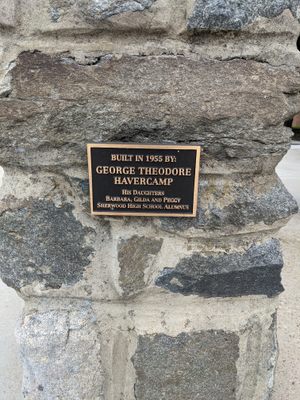 BUILT IN 1955 BY:
GEORGE THEODORE
HAVERCAMP
HIS DAUGHTERS
BARBARA, GILDA AND PEGGY
SHERWOOD HIGH SCHOOL ALUMNUS